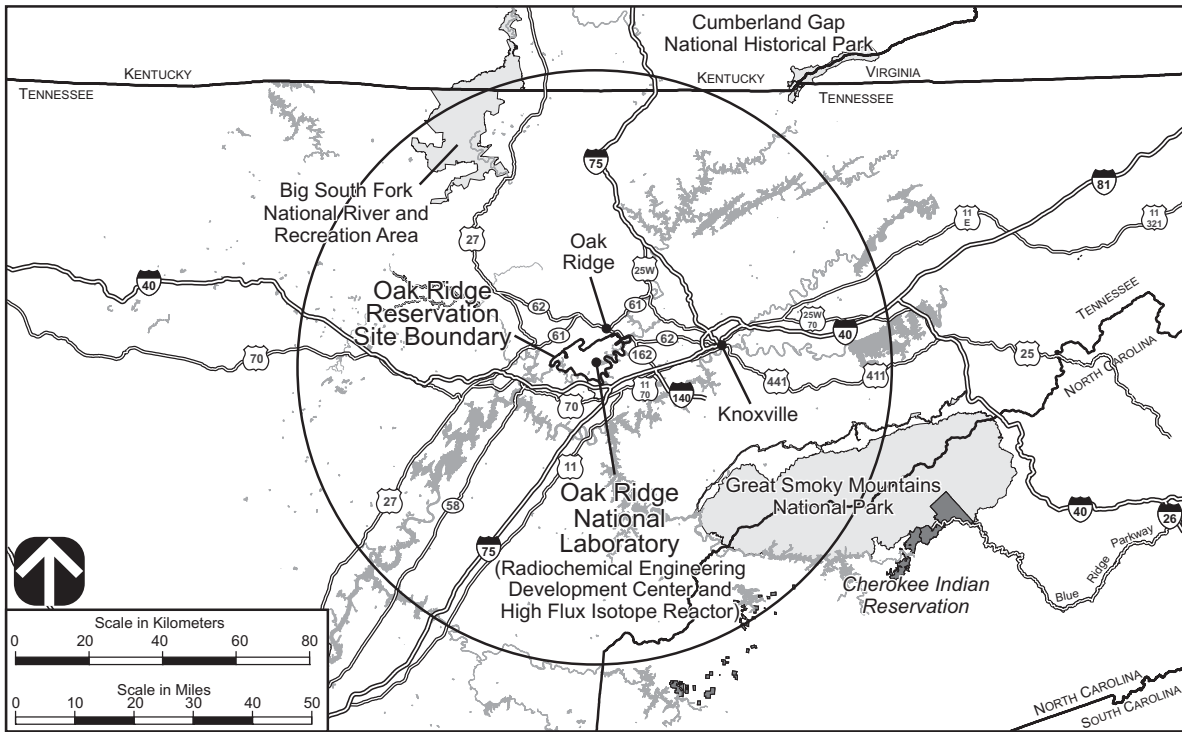 Cumberland Gap
National Historical Park
KENTUCKY
TENNESSEE
KENTUCKY
VIRGINIA
TENNESSEE
75
81
Big South Fork
National River and
Recreation Area
27
11
E
11
321
Oak
Ridge
25W
40
Oak Ridge
Reservation
Site Boundary
62
61
61
62
162
25W
70
40
TENNESSEE
NORTH CAROLINA
70
25
441
411
70
11
70
140
Knoxville
11
27
58
75
Oak Ridge
National
Laboratory
(Radiochemical Engineering
Development Center and
High Flux Isotope Reactor)
Great Smoky Mountains
National Park
40
26
Blue Ridge Parkway
Cherokee Indian
Reservation
Scale in Kilometers
0 20 40 60 80
Scale in Miles
0 10 20 30 40 50
NORTH CAROLINA
SOUTH CAROLINA